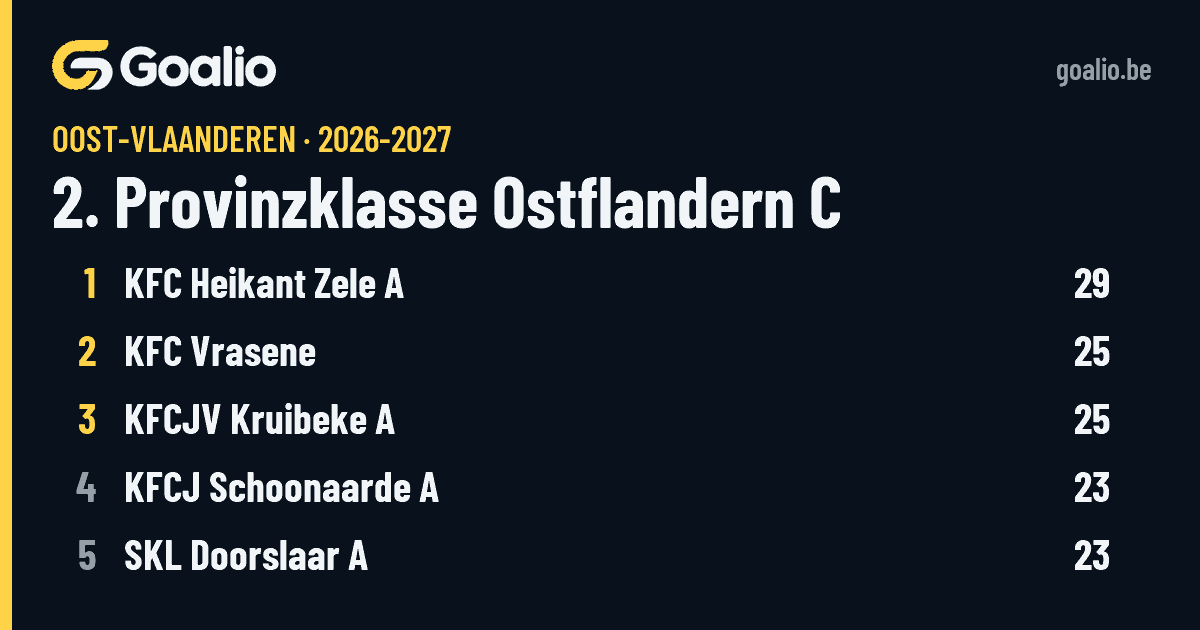 Goalio
goalio.be
OOST-VLAANDEREN · 2026-2027
2. Provinzklasse Ostflandern C
1 KFC Heikant Zele A 29
2 KFC Vrasene 25
3 KFCJV Kruibeke A 25
4 KFCJ Schoonaarde A 23
5 SKL Doorslaar A 23